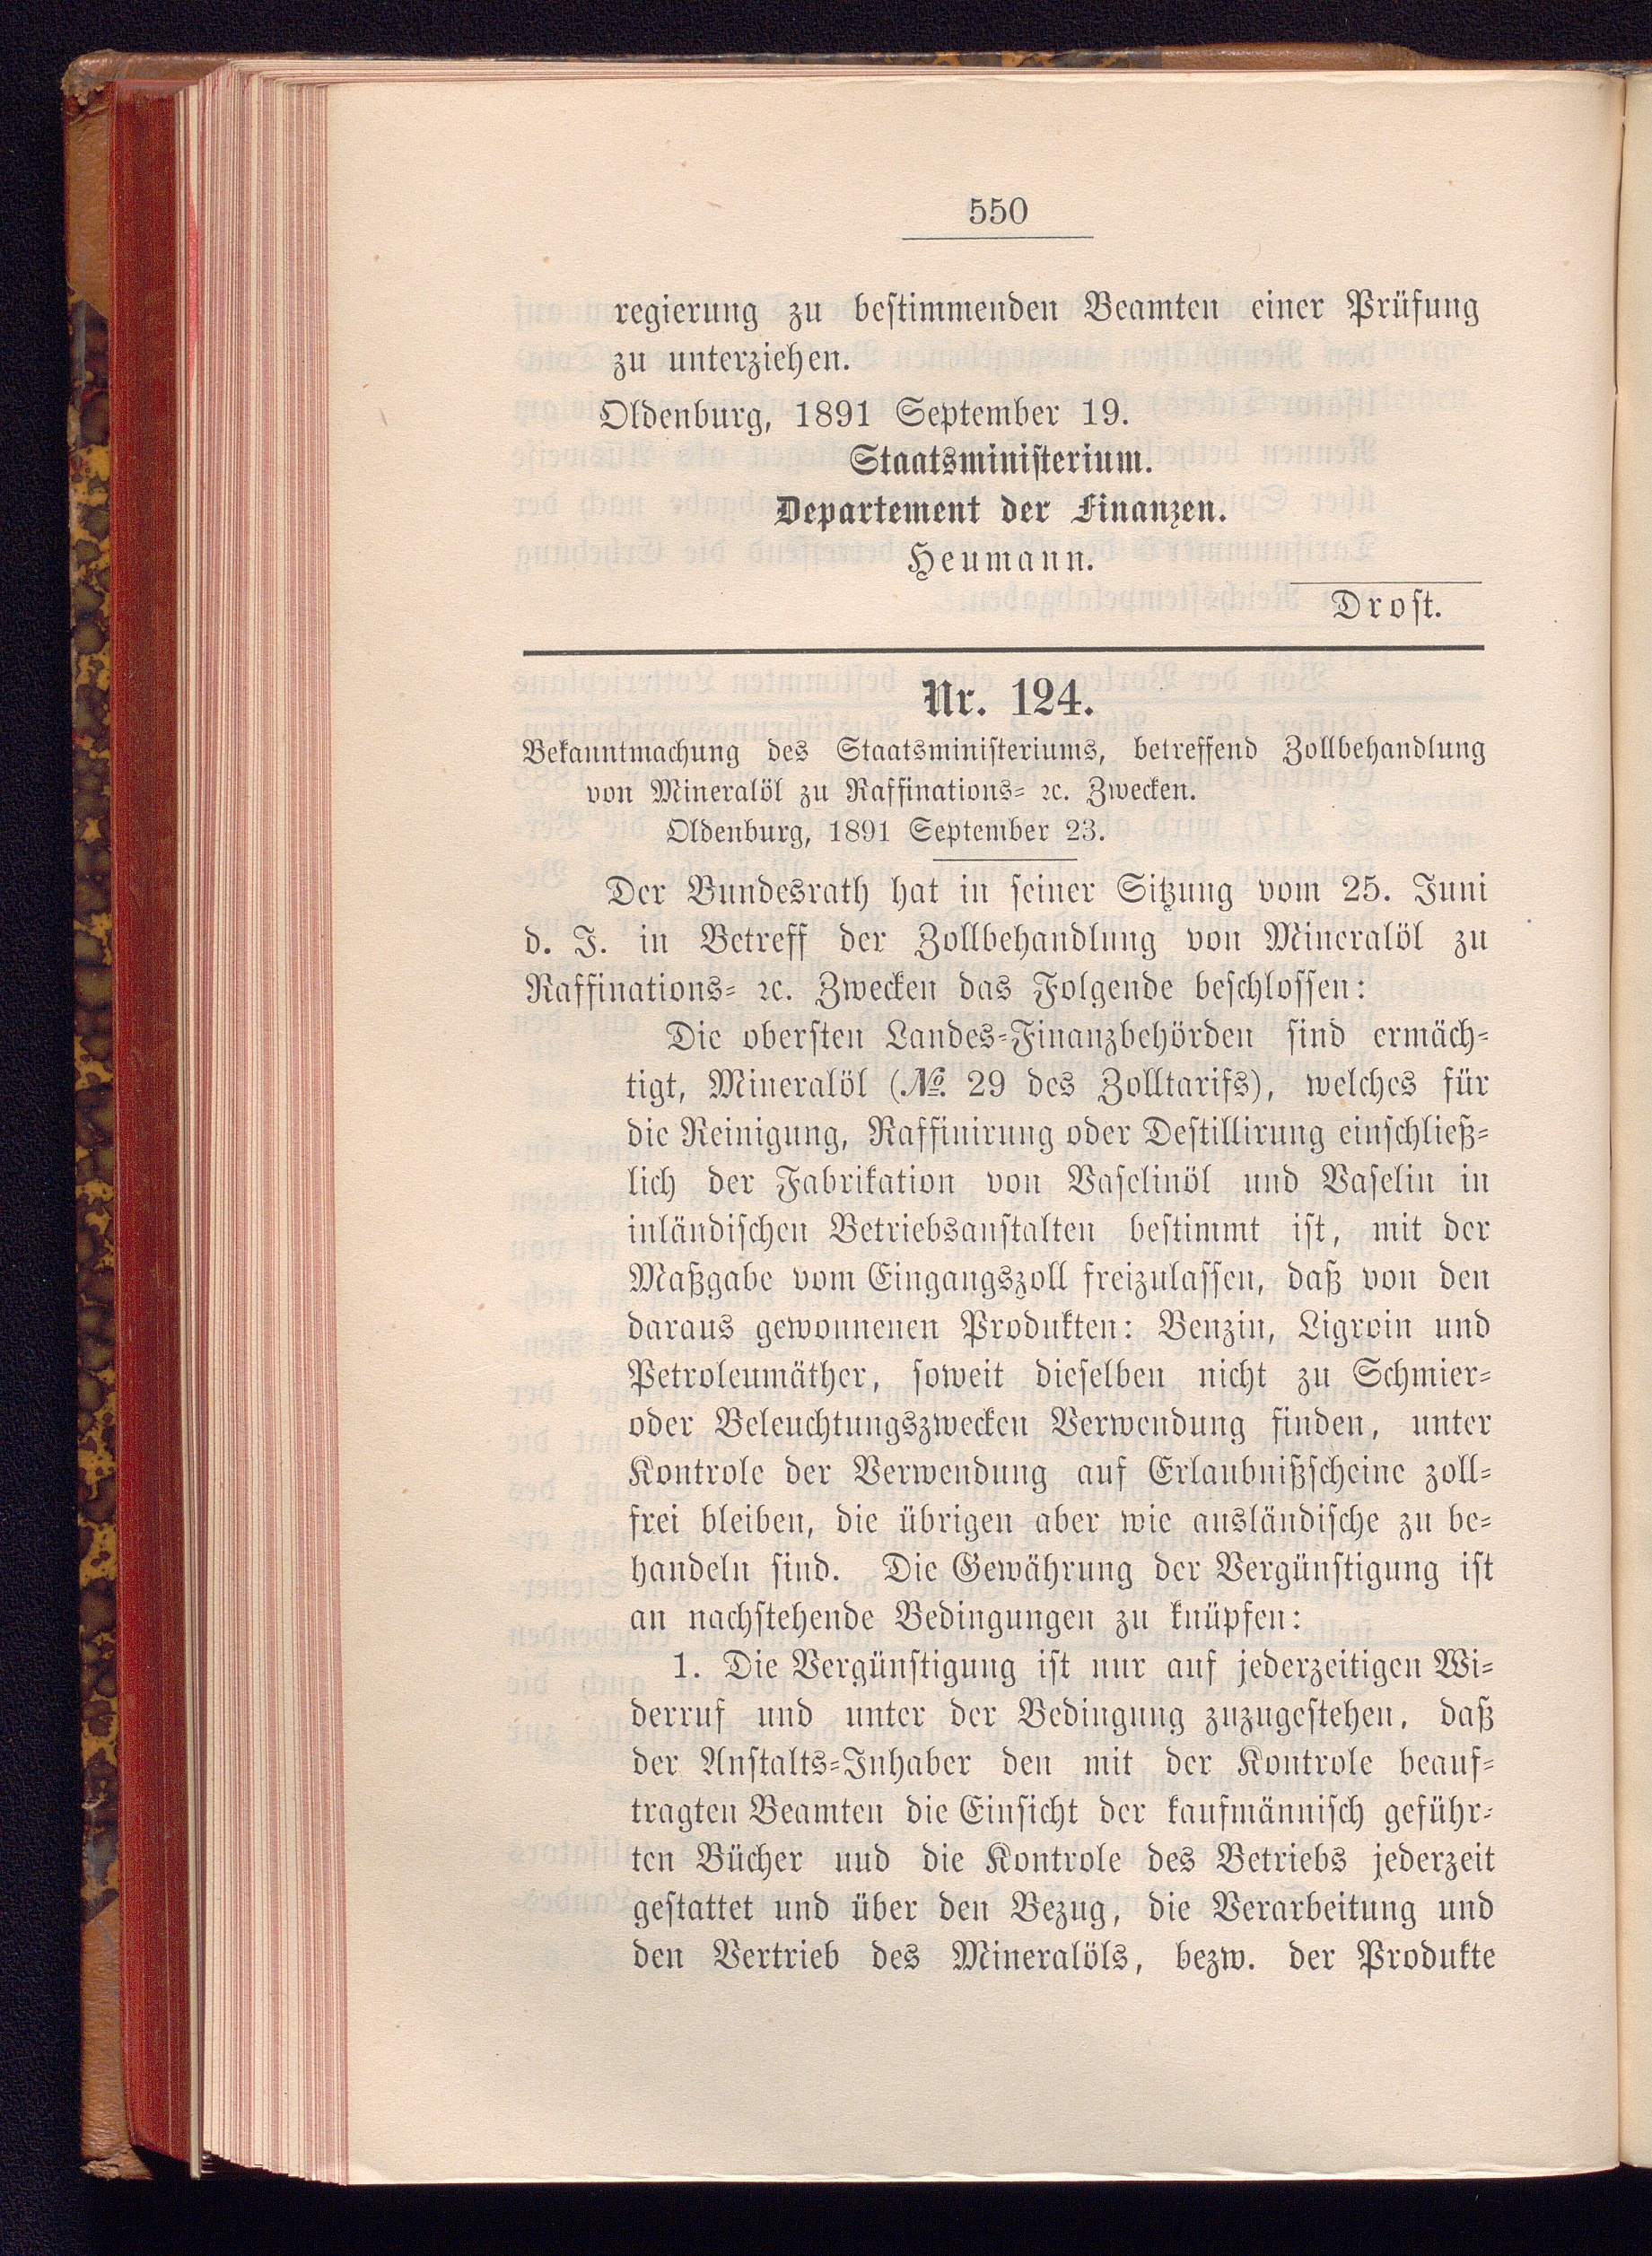 550
regierung zu bestimmenden Beamten einer Prüfung
zu unterziehen.
Oldenburg, 1891 September 19.
Staatsministerium.
Departement der Finanzen.
Heumann.
Drost.
Nr. 124.
Bekanntmachung des Staatsministeriums, betreffend Zollbehandlung
von Mineralöl zu Raffinations- ꝛc. Zwecken.
Oldenburg, 1891 September 23.
Der Bundesrath hat in seiner Sitzung vom 25. Juni
d. J. in Betreff der Zollbehandlung von Mineralöl zu
Raffinations- ꝛc. Zwecken das Folgende beschlossen:
Die obersten Landes-Finanzbehörden sind ermäch-
tigt, Mineralöl (№ 29 des Zolltarifs), welches für
die Reinigung, Raffinirung oder Destillirung einschließ-
lich der Fabrikation von Vaselinöl und Vaselin in
inländischen Betriebsanstalten bestimmt ist, mit der
Maßgabe vom Eingangszoll freizulassen, daß von den
daraus gewonnenen Produkten: Benzin, Ligroin und
Petroleumäther, soweit dieselben nicht zu Schmier-
oder Beleuchtungszwecken Verwendung finden, unter
Kontrole der Verwendung auf Erlaubnißscheine zoll-
frei bleiben, die übrigen aber wie ausländische zu be-
handeln sind. Die Gewährung der Vergünstigung ist
an nachstehende Bedingungen zu knüpfen:
1. Die Vergünstigung ist nur auf jederzeitigen Wi-
derruf und unter der Bedingung zuzugestehen, daß
der Anstalts-Inhaber den mit der Kontrole beauf-
tragten Beamten die Einsicht der kaufmännisch geführ-
ten Bücher und die Kontrole des Betriebs jederzeit
gestattet und über den Bezug, die Verarbeitung und
den Vertrieb des Mineralöls, bezw. der Produkte